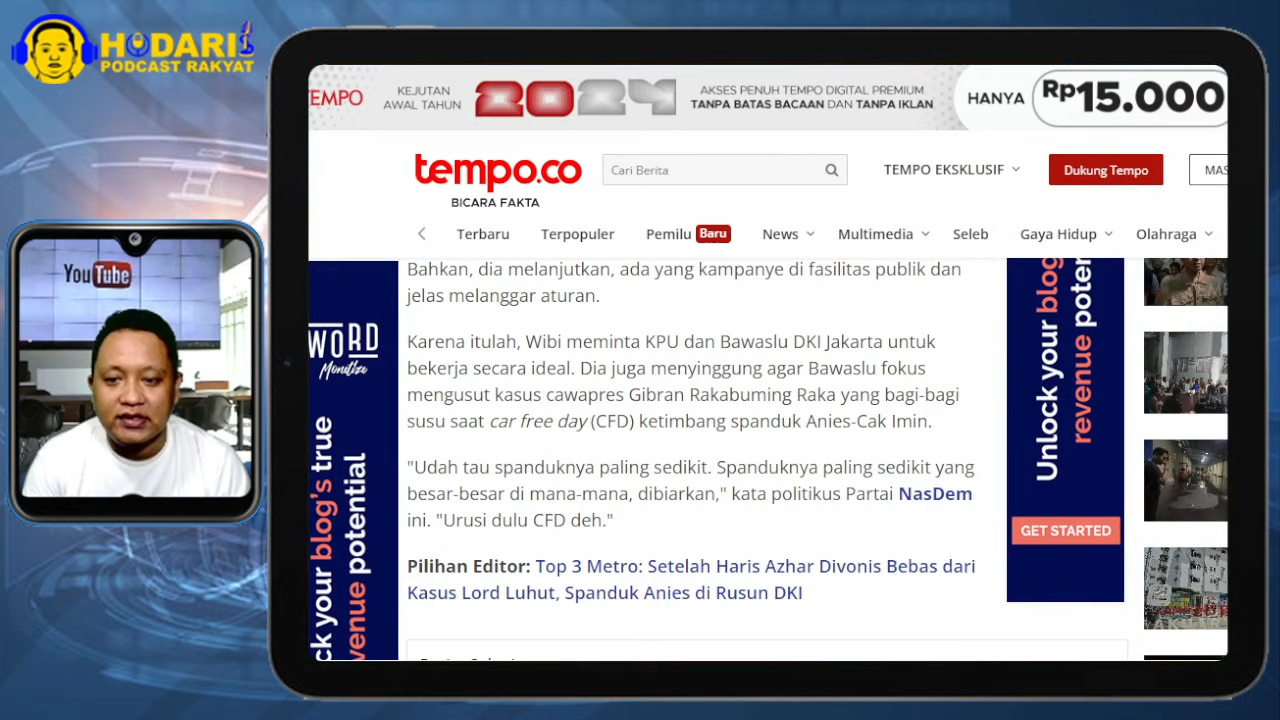 HODARI
PODCAST RAKYAT
YouTube
EMPO
KEJUTAN
AWAL TAHUN
2024
AKSES PENUH TEMPO DIGITAL PREMIUM
TANPA BATAS BACAAN DAN TANPA IKLAN
HANYA
Rp15.000
tempo.co
BICARA FAKTA
Cari Berita
TEMPO EKSKLUSIF
Dukung Tempo
MAS
Terbaru
Terpopuler
Pemilu Baru
News
Multimedia
Seleb
Gaya Hidup
Olahraga
Bahkan, dia melanjutkan, ada yang kampanye di fasilitas publik dan
jelas melanggar aturan.
Karena itulah, Wibi meminta KPU dan Bawaslu DKI Jakarta untuk
bekerja secara ideal. Dia juga menyinggung agar Bawaslu fokus
mengusut kasus cawapres Gibran Rakabuming Raka yang bagi-bagi
susu saat car free day (CFD) ketimbang spanduk Anies-Cak Imin.
"Udah tau spanduknya paling sedikit. Spanduknya paling sedikit yang
besar-besar di mana-mana, dibiarkan," kata politikus Partai NasDem
ini. "Urusi dulu CFD deh."
Pilihan Editor: Top 3 Metro: Setelah Haris Azhar Divonis Bebas dari
Kasus Lord Luhut, Spanduk Anies di Rusun DKI
WORD
Monetize
ck your blog's true
venue potential
Unlock your blog
revenue poter
GET STARTED